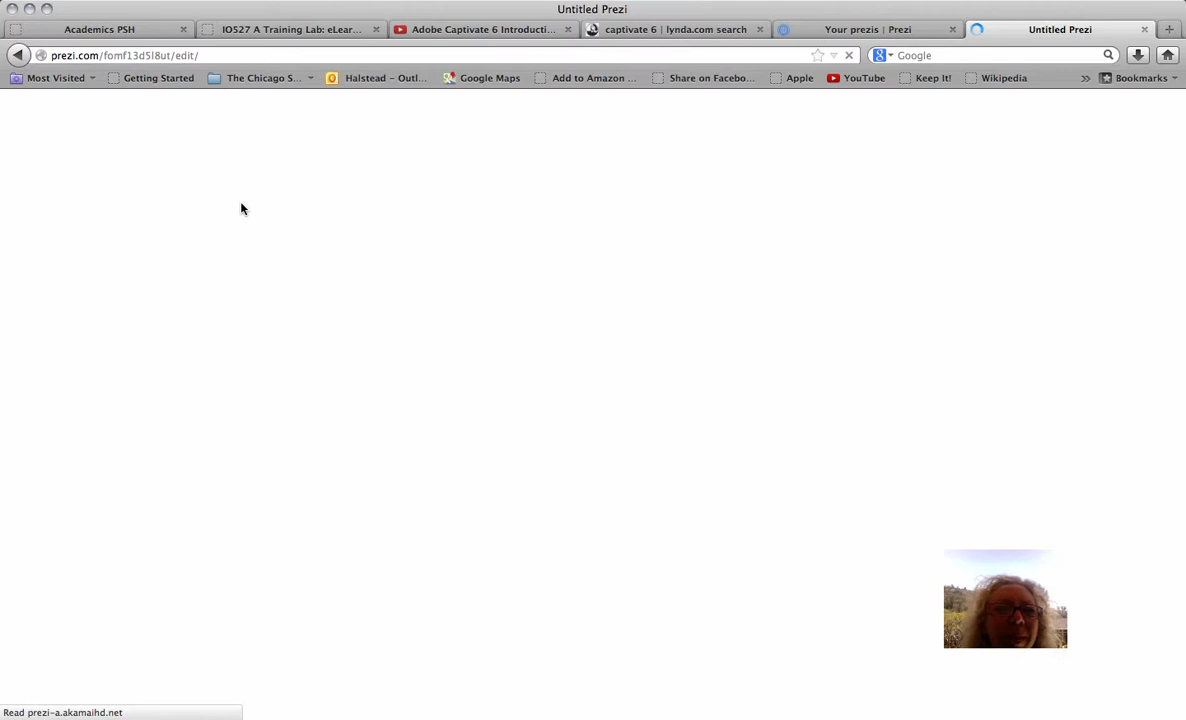 Untitled Prezi
Academics PSH
IO527 A Training Lab: eLear...
Adobe Captivate 6 Introducti...
captivate 6 | lynda.com search
Your prezis | Prezi
Untitled Prezi
prezi.com/fomf13d5l8ut/edit/
Google
Most Visited
Getting Started
The Chicago S...
Halstead – Outl...
Google Maps
Add to Amazon ...
Share on Facebo...
Apple
YouTube
Keep It!
Wikipedia
Bookmarks
Read prezi-a.akamaihd.net